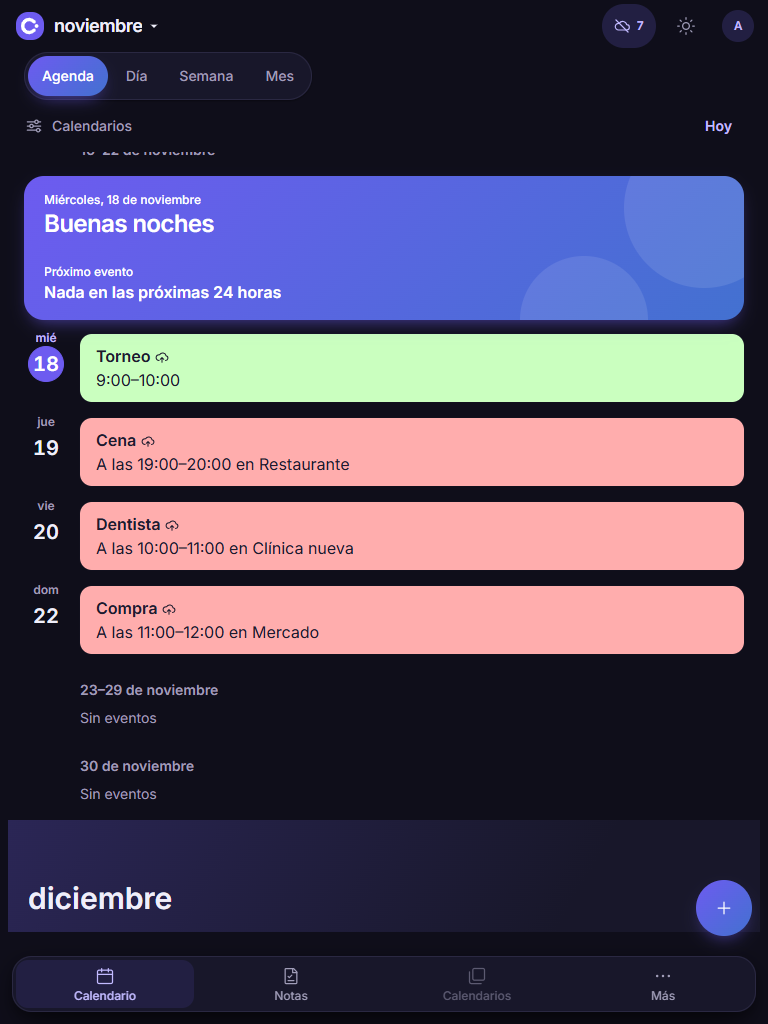 noviembre
7
A
Agenda
Día
Semana
Mes
Calendarios
Hoy
Miércoles, 18 de noviembre
Buenas noches
Próximo evento
Nada en las próximas 24 horas
mié
18
Torneo
9:00–10:00
jue
19
Cena
A las 19:00–20:00 en Restaurante
vie
20
Dentista
A las 10:00–11:00 en Clínica nueva
dom
22
Compra
A las 11:00–12:00 en Mercado
23–29 de noviembre
Sin eventos
30 de noviembre
Sin eventos
diciembre
Calendario
Notas
Calendarios
Más